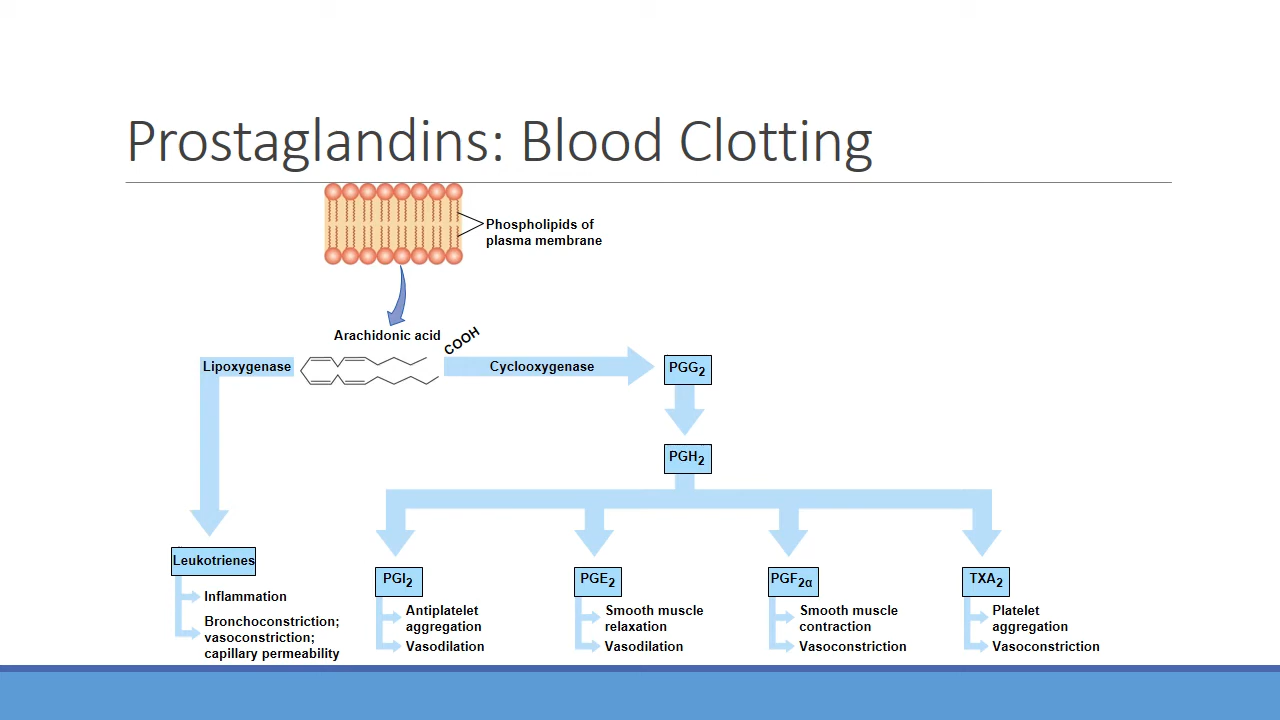 Prostaglandins: Blood Clotting
Phospholipids of
plasma membrane
Arachidonic acid
COOH
Lipoxygenase
Cyclooxygenase
PGG2
PGH2
Leukotrienes
Inflammation
Bronchoconstriction;
vasoconstriction;
capillary permeability
PGI2
Antiplatelet
aggregation
Vasodilation
PGE2
Smooth muscle
relaxation
Vasodilation
PGF2α
Smooth muscle
contraction
Vasoconstriction
TXA2
Platelet
aggregation
Vasoconstriction